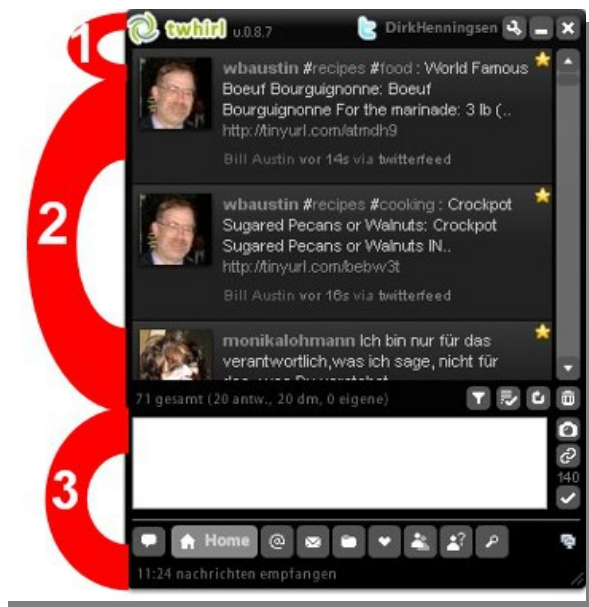 1
twhirl v.0.8.7 DirkHenningsen
wbaustin #recipes #food : World Famous
Boeuf Bourguignonne: Boeuf
Bourguignonne For the marinade: 3 lb (..
http://tinyurl.com/atmdh9
Bill Austin vor 14s via twitterfeed
2
wbaustin #recipes #cooking : Crockpot
Sugared Pecans or Walnuts: Crockpot
Sugared Pecans or Walnuts IN..
http://tinyurl.com/bebw3t
Bill Austin vor 16s via twitterfeed
monikalohmann Ich bin nur für das
verantwortlich,was ich sage, nicht für
71 gesamt (20 antw., 20 dm, 0 eigene)
3
140
Home @
11:24 nachrichten empfangen